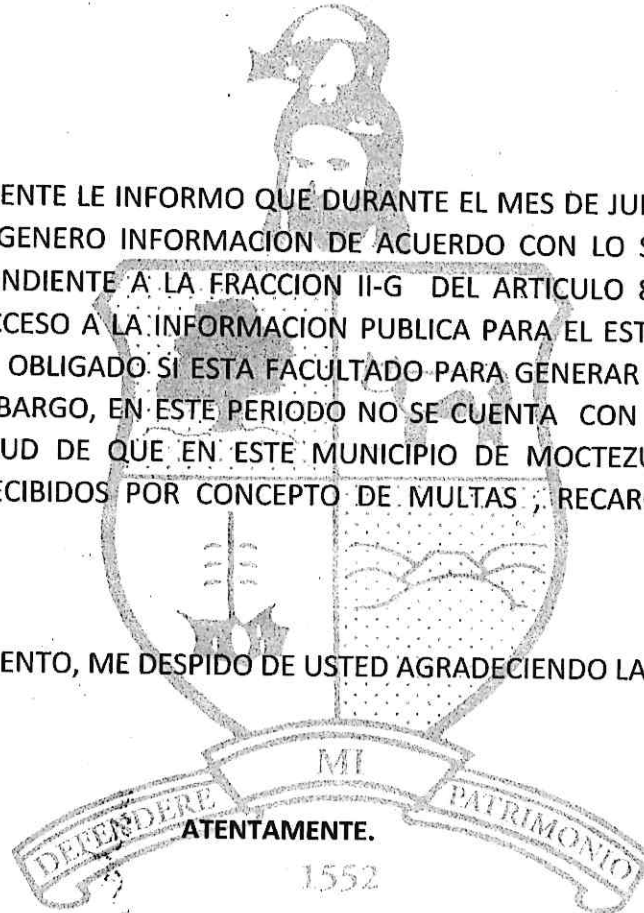 ENTE LE INFORMO QUE DURANTE EL MES DE JU
GENERO INFORMACION DE ACUERDO CON LO S
NDIENTE A LA FRACCION II-G DEL ARTICULO 8
CCESO A LA INFORMACION PUBLICA PARA EL EST
OBLIGADO SI ESTA FACULTADO PARA GENERAR
BARGO, EN ESTE PERIODO NO SE CUENTA CON
UD DE QUE EN ESTE MUNICIPIO DE MOCTEZU
ECIBIDOS POR CONCEPTO DE MULTAS , RECAR
ENTO, ME DESPIDO DE USTED AGRADECIENDO LA
DEFENDERE MI PATRIMONIO
ATENTAMENTE.
1552